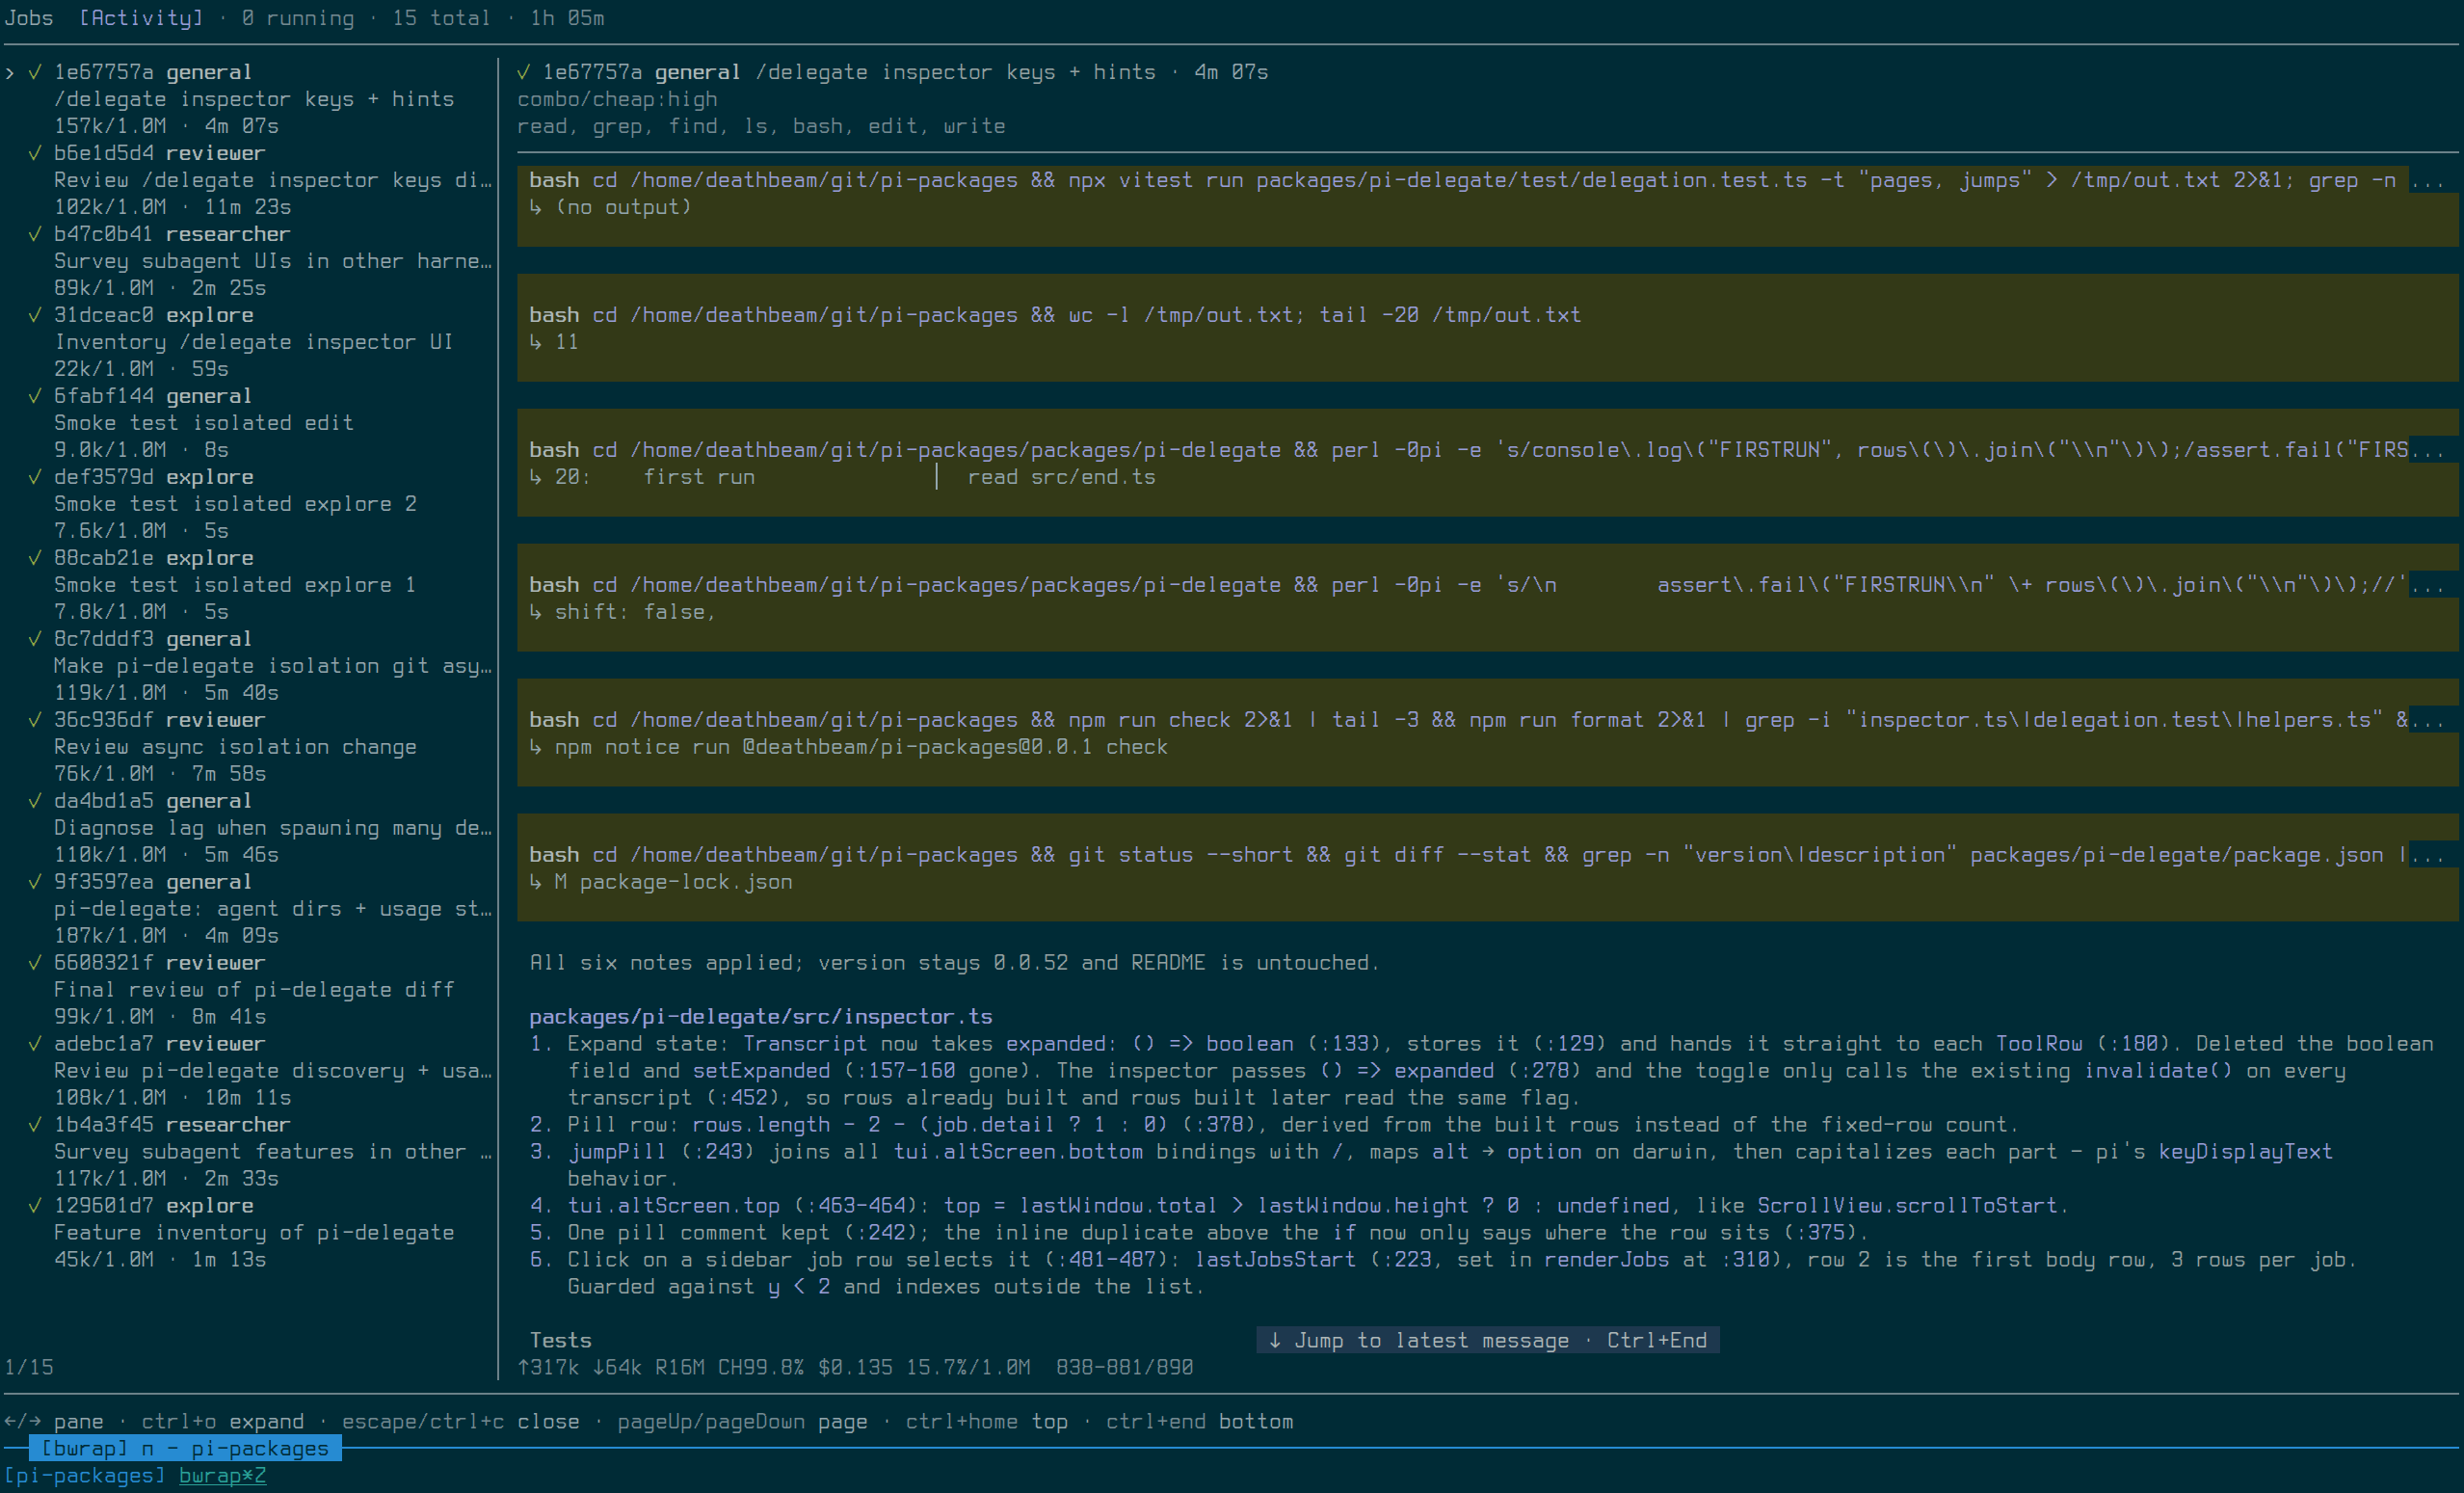 Jobs [Activity] · 0 running · 15 total · 1h 05m
› ✓ 1e67757a general
/delegate inspector keys + hints
157k/1.0M · 4m 07s
✓ b6e1d5d4 reviewer
Review /delegate inspector keys di…
102k/1.0M · 11m 23s
✓ b47c0b41 researcher
Survey subagent UIs in other harne…
89k/1.0M · 2m 25s
✓ 31dceac0 explore
Inventory /delegate inspector UI
22k/1.0M · 59s
✓ 6fabf144 general
Smoke test isolated edit
9.0k/1.0M · 8s
✓ def3579d explore
Smoke test isolated explore 2
7.6k/1.0M · 5s
✓ 88cab21e explore
Smoke test isolated explore 1
7.8k/1.0M · 5s
✓ 8c7dddf3 general
Make pi-delegate isolation git asy…
119k/1.0M · 5m 40s
✓ 36c936df reviewer
Review async isolation change
76k/1.0M · 7m 58s
✓ da4bd1a5 general
Diagnose lag when spawning many de…
110k/1.0M · 5m 46s
✓ 9f3597ea general
pi-delegate: agent dirs + usage st…
187k/1.0M · 4m 09s
✓ 6608321f reviewer
Final review of pi-delegate diff
99k/1.0M · 8m 41s
✓ adebc1a7 reviewer
Review pi-delegate discovery + usa…
108k/1.0M · 10m 11s
✓ 1b4a3f45 researcher
Survey subagent features in other …
117k/1.0M · 2m 33s
✓ 129601d7 explore
Feature inventory of pi-delegate
45k/1.0M · 1m 13s
1/15
✓ 1e67757a general /delegate inspector keys + hints · 4m 07s
combo/cheap:high
read, grep, find, ls, bash, edit, write
bash cd /home/deathbeam/git/pi-packages && npx vitest run packages/pi-delegate/test/delegation.test.ts -t "pages, jumps" > /tmp/out.txt 2>&1; grep -n ...
↳ (no output)
bash cd /home/deathbeam/git/pi-packages && wc -l /tmp/out.txt; tail -20 /tmp/out.txt
↳ 11
bash cd /home/deathbeam/git/pi-packages/packages/pi-delegate && perl -0pi -e 's/console\.log\("FIRSTRUN", rows\(\)\.join\("\\n"\)\);/assert.fail("FIRS...
↳ 20: first run │ read src/end.ts
bash cd /home/deathbeam/git/pi-packages/packages/pi-delegate && perl -0pi -e 's/\n assert\.fail\("FIRSTRUN\\n" \+ rows\(\)\.join\("\\n"\)\);//'...
↳ shift: false,
bash cd /home/deathbeam/git/pi-packages && npm run check 2>&1 | tail -3 && npm run format 2>&1 | grep -i "inspector.ts\|delegation.test\|helpers.ts" &...
↳ npm notice run @deathbeam/pi-packages@0.0.1 check
bash cd /home/deathbeam/git/pi-packages && git status --short && git diff --stat && grep -n "version\|description" packages/pi-delegate/package.json |...
↳ M package-lock.json
All six notes applied; version stays 0.0.52 and README is untouched.
packages/pi-delegate/src/inspector.ts
1. Expand state: Transcript now takes expanded: () => boolean (:133), stores it (:129) and hands it straight to each ToolRow (:180). Deleted the boolean
field and setExpanded (:157-160 gone). The inspector passes () => expanded (:278) and the toggle only calls the existing invalidate() on every
transcript (:452), so rows already built and rows built later read the same flag.
2. Pill row: rows.length - 2 - (job.detail ? 1 : 0) (:378), derived from the built rows instead of the fixed-row count.
3. jumpPill (:243) joins all tui.altScreen.bottom bindings with /, maps alt → option on darwin, then capitalizes each part - pi's keyDisplayText
behavior.
4. tui.altScreen.top (:463-464): top = lastWindow.total > lastWindow.height ? 0 : undefined, like ScrollView.scrollToStart.
5. One pill comment kept (:242); the inline duplicate above the if now only says where the row sits (:375).
6. Click on a sidebar job row selects it (:481-487): lastJobsStart (:223, set in renderJobs at :310), row 2 is the first body row, 3 rows per job.
Guarded against y < 2 and indexes outside the list.
Tests
↓ Jump to latest message · Ctrl+End
↑317k ↓64k R16M CH99.8% $0.135 15.7%/1.0M 838-881/890
←/→ pane · ctrl+o expand · escape/ctrl+c close · pageUp/pageDown page · ctrl+home top · ctrl+end bottom
[bwrap] n - pi-packages
[pi-packages] bwrap*Z